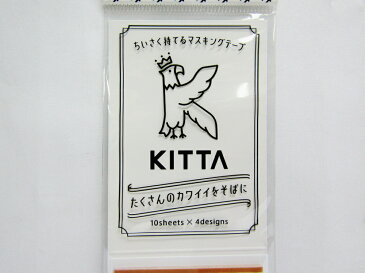 ちいさく持てるマスキングテープ
KITTA
たくさんのカワイイをそばに
10sheets × 4designs